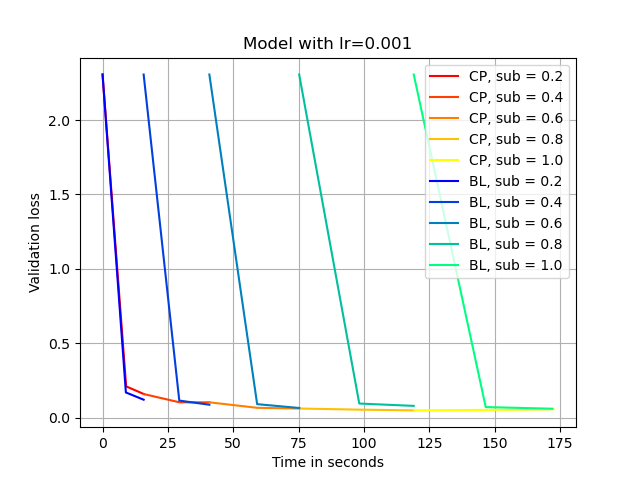 Model with lr=0.001
CP, sub = 0.2
CP, sub = 0.4
CP, sub = 0.6
CP, sub = 0.8
CP, sub = 1.0
BL, sub = 0.2
BL, sub = 0.4
BL, sub = 0.6
BL, sub = 0.8
BL, sub = 1.0
Validation loss
2.0
1.5
1.0
0.5
0.0
0 25 50 75 100 125 150 175
Time in seconds